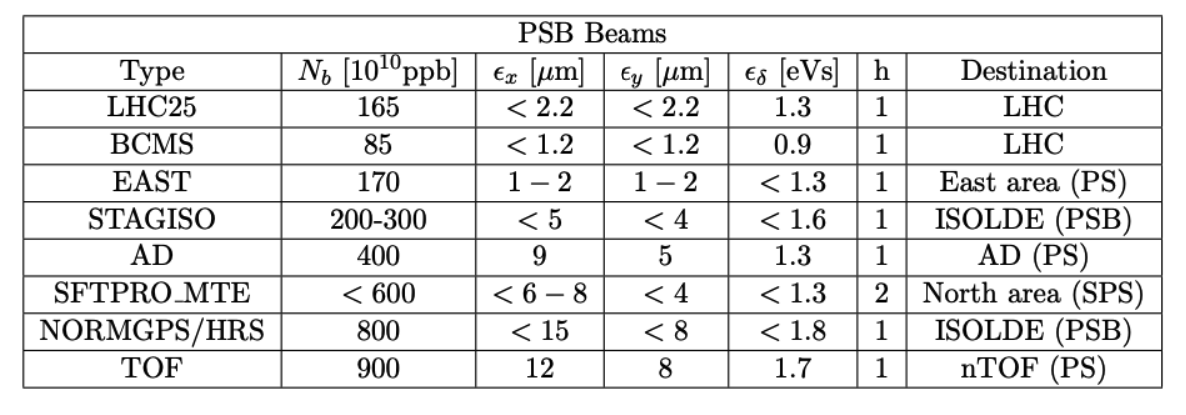 PSB Beams
Type N_b [10^10ppb] ϵ_x [μm] ϵ_y [μm] ϵ_δ [eVs] h Destination
LHC25 165 < 2.2 < 2.2 1.3 1 LHC
BCMS 85 < 1.2 < 1.2 0.9 1 LHC
EAST 170 1 − 2 1 − 2 < 1.3 1 East area (PS)
STAGISO 200-300 < 5 < 4 < 1.6 1 ISOLDE (PSB)
AD 400 9 5 1.3 1 AD (PS)
SFTPRO_MTE < 600 < 6 − 8 < 4 < 1.3 2 North area (SPS)
NORMGPS/HRS 800 < 15 < 8 < 1.8 1 ISOLDE (PSB)
TOF 900 12 8 1.7 1 nTOF (PS)